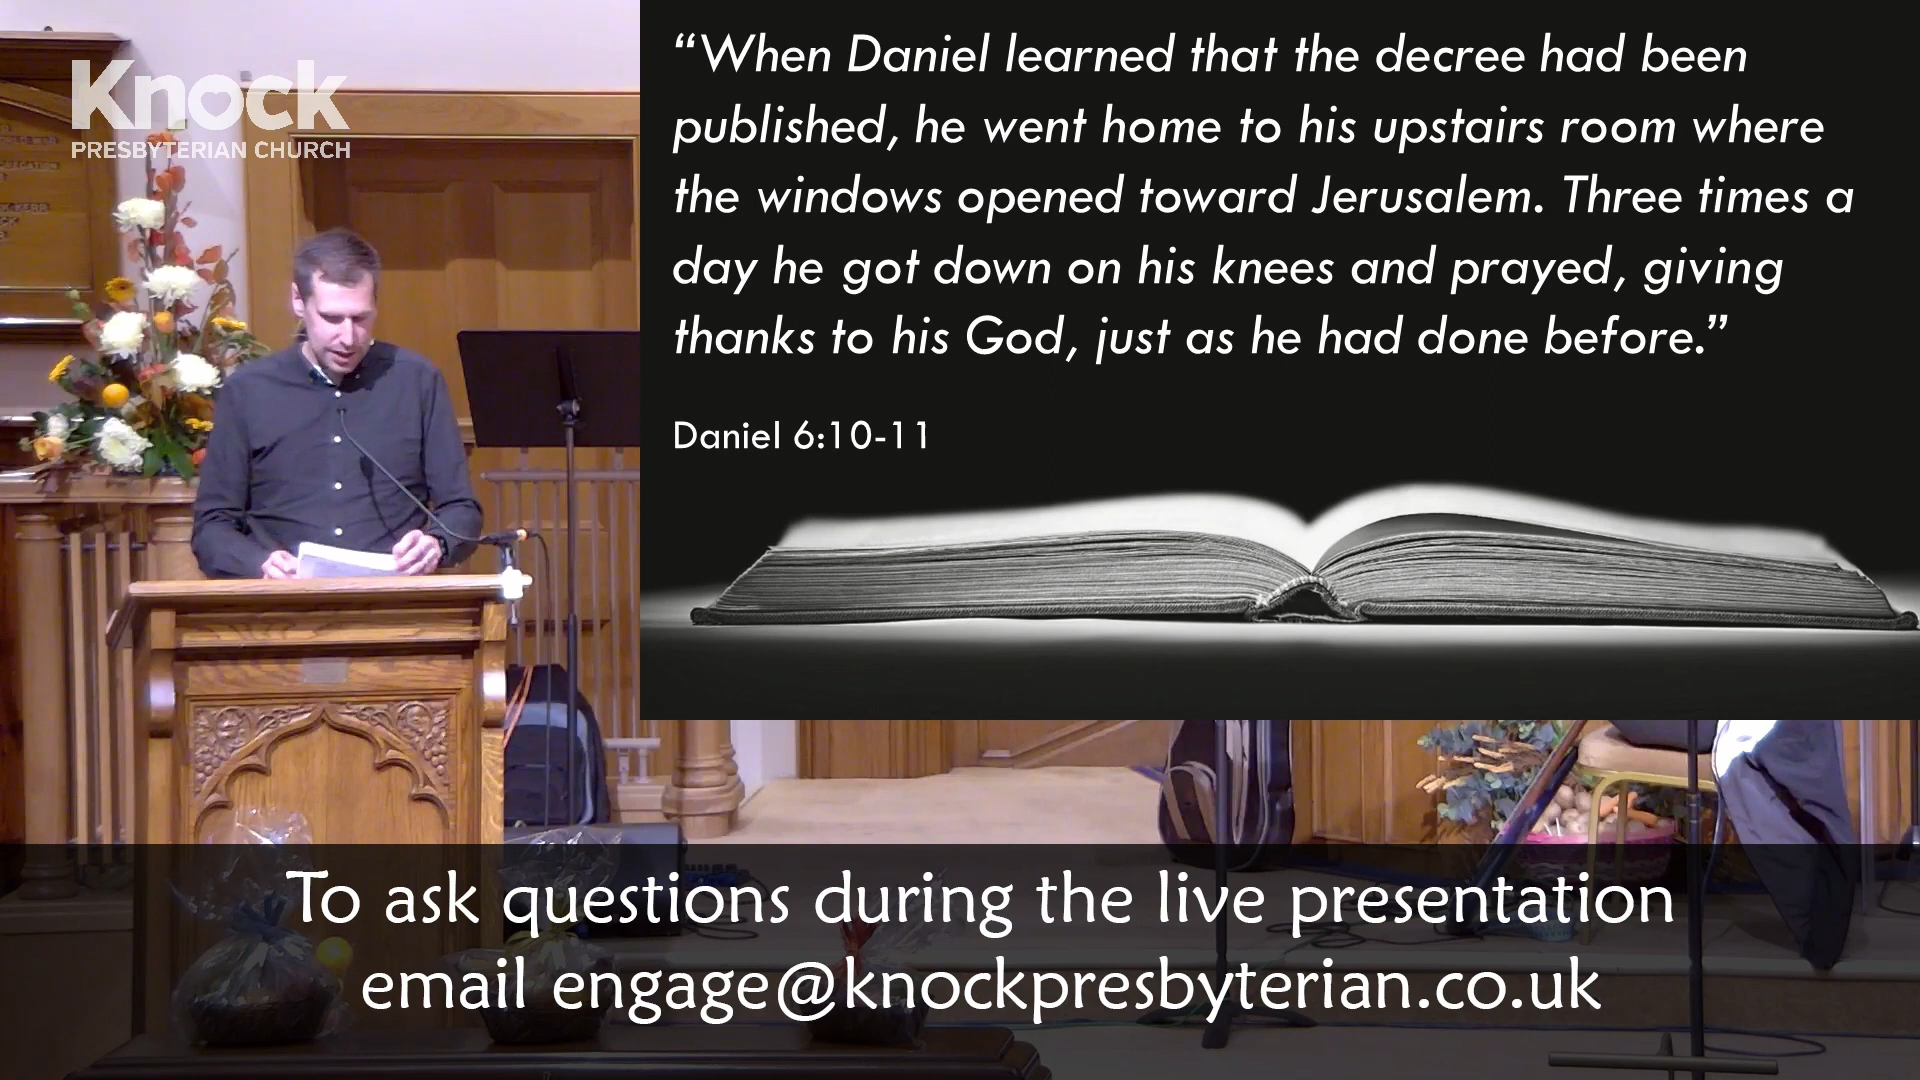 Knock
PRESBYTERIAN CHURCH
“When Daniel learned that the decree had been
published, he went home to his upstairs room where
the windows opened toward Jerusalem. Three times a
day he got down on his knees and prayed, giving
thanks to his God, just as he had done before.”
Daniel 6:10-11
To ask questions during the live presentation
email engage@knockpresbyterian.co.uk